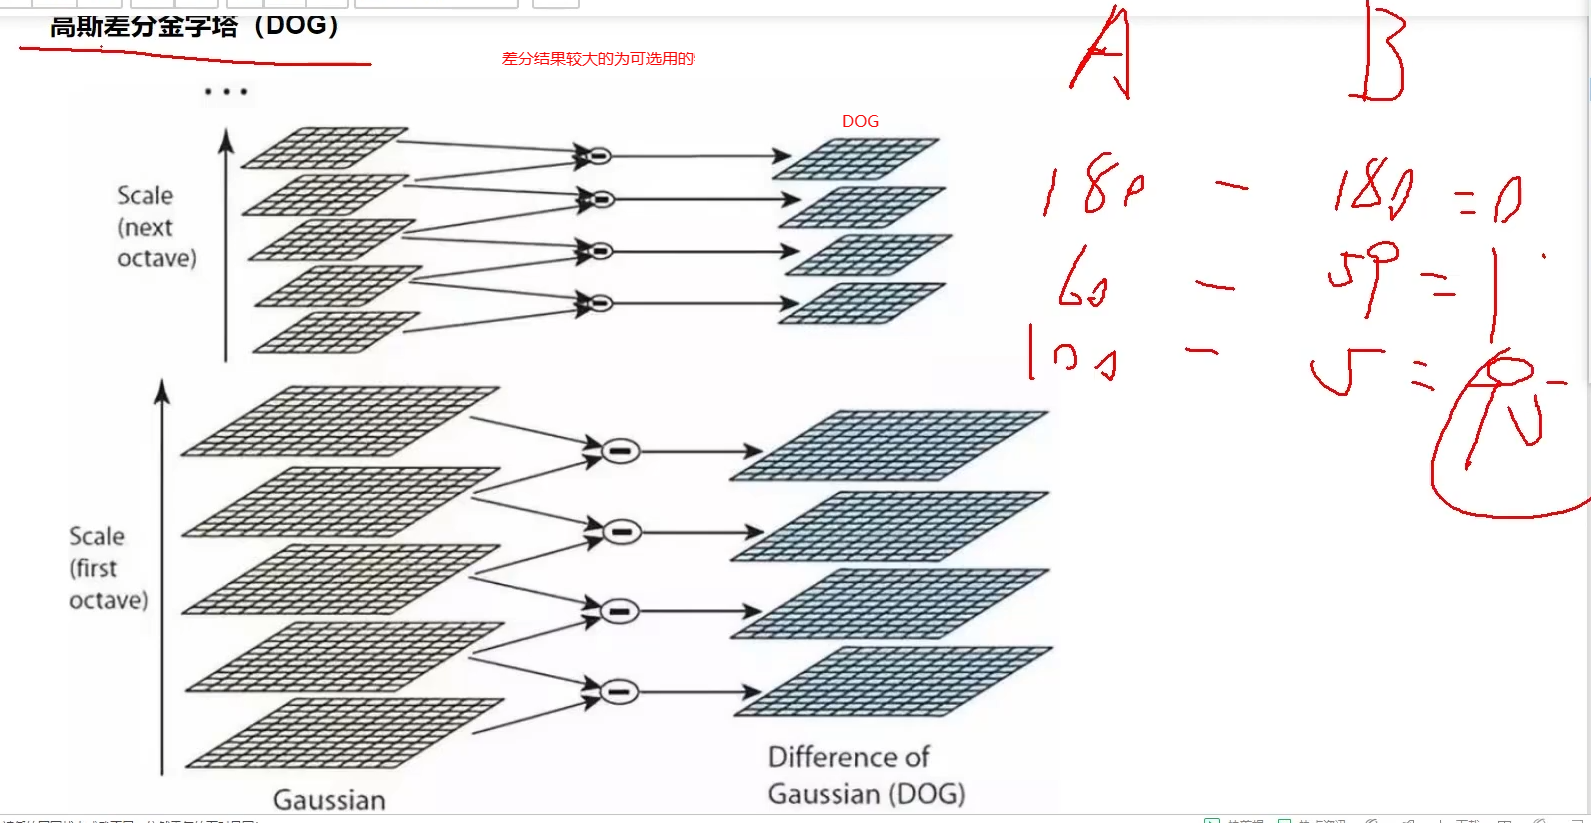 高斯差分金字塔（DOG）
差分结果较大的为可选用的
...
A B
DOG
180 - 180 = 0
Scale
(next
octave)
60 - 59 = 1
100 - 5 = 95
Scale
(first
octave)
Difference of
Gaussian (DOG)
Gaussian